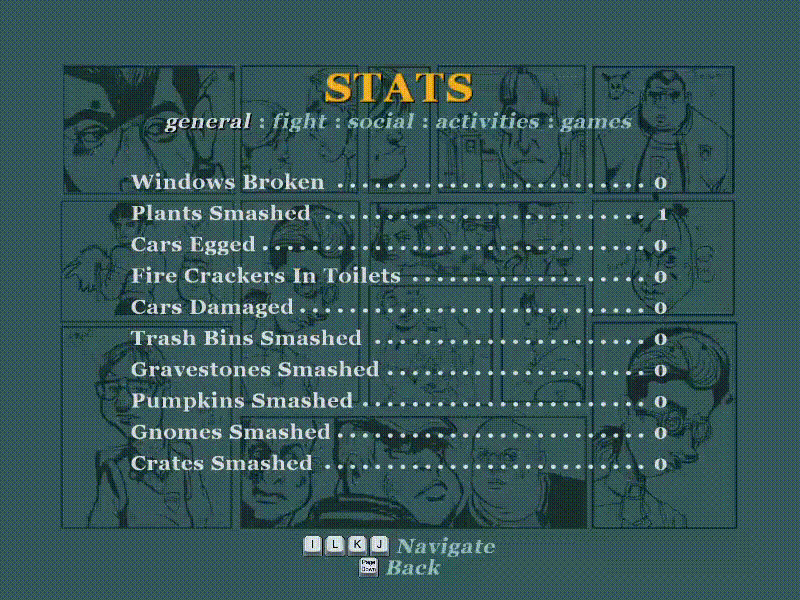 STATS
general : fight : social : activities : games
Windows Broken ......................... 0
Plants Smashed .......................... 1
Cars Egged ............................... 0
Fire Crackers In Toilets ................... 0
Cars Damaged ............................ 0
Trash Bins Smashed ...................... 0
Gravestones Smashed ..................... 0
Pumpkins Smashed ....................... 0
Gnomes Smashed ......................... 0
Crates Smashed .......................... 0
I L K J Navigate
Page Down Back